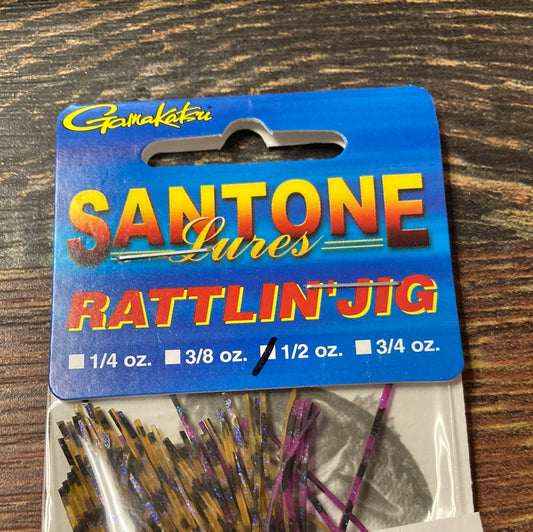 Gamakatsu
SANTONE
Lures
RATTLIN' JIG
1/4 oz. 3/8 oz. 1/2 oz. 3/4 oz.